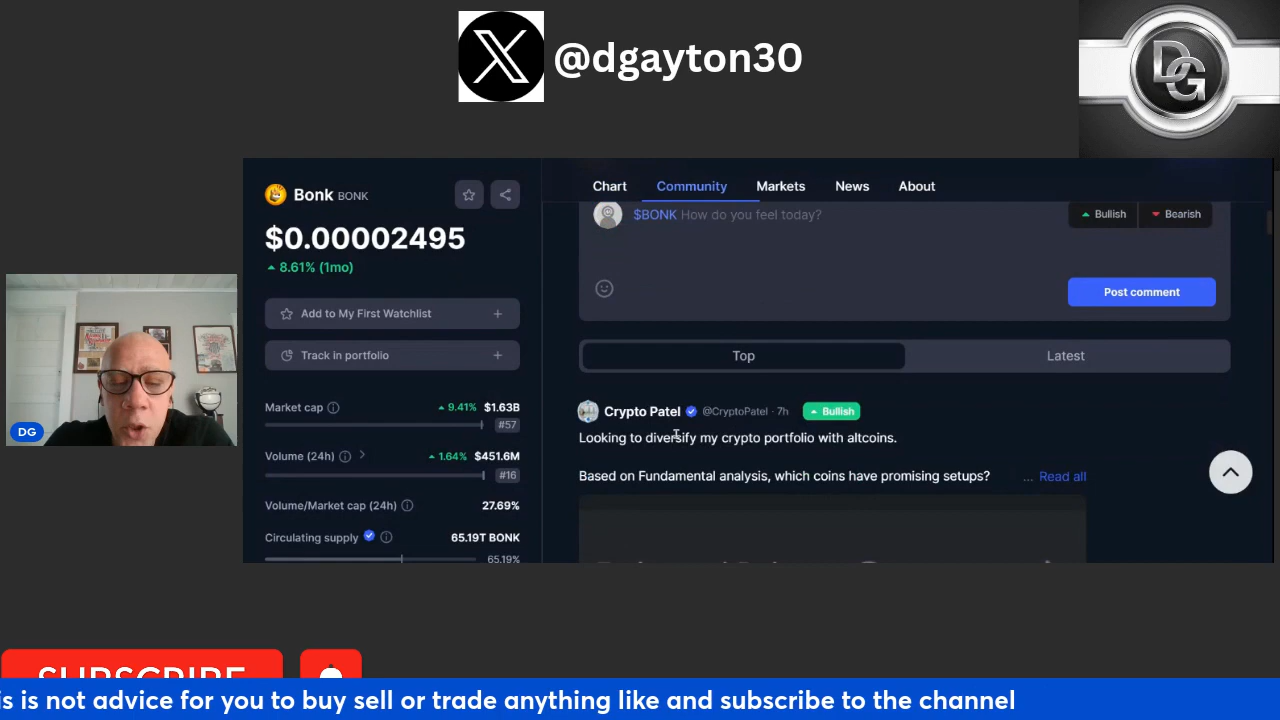 @dgayton30
DG
Bonk BONK
$0.00002495
8.61% (1mo)
Add to My First Watchlist
Track in portfolio
Market cap 9.41% $1.63B
#57
Volume (24h) 1.64% $451.6M
#16
Volume/Market cap (24h) 27.69%
Circulating supply 65.19T BONK
65.19%
Chart Community Markets News About
$BONK How do you feel today? Bullish Bearish
Post comment
Top Latest
Crypto Patel @CryptoPatel · 7h Bullish
Looking to diversify my crypto portfolio with altcoins.
Based on Fundamental analysis, which coins have promising setups? ... Read all
DG
SUBSCRIBE
is is not advice for you to buy sell or trade anything like and subscribe to the channel